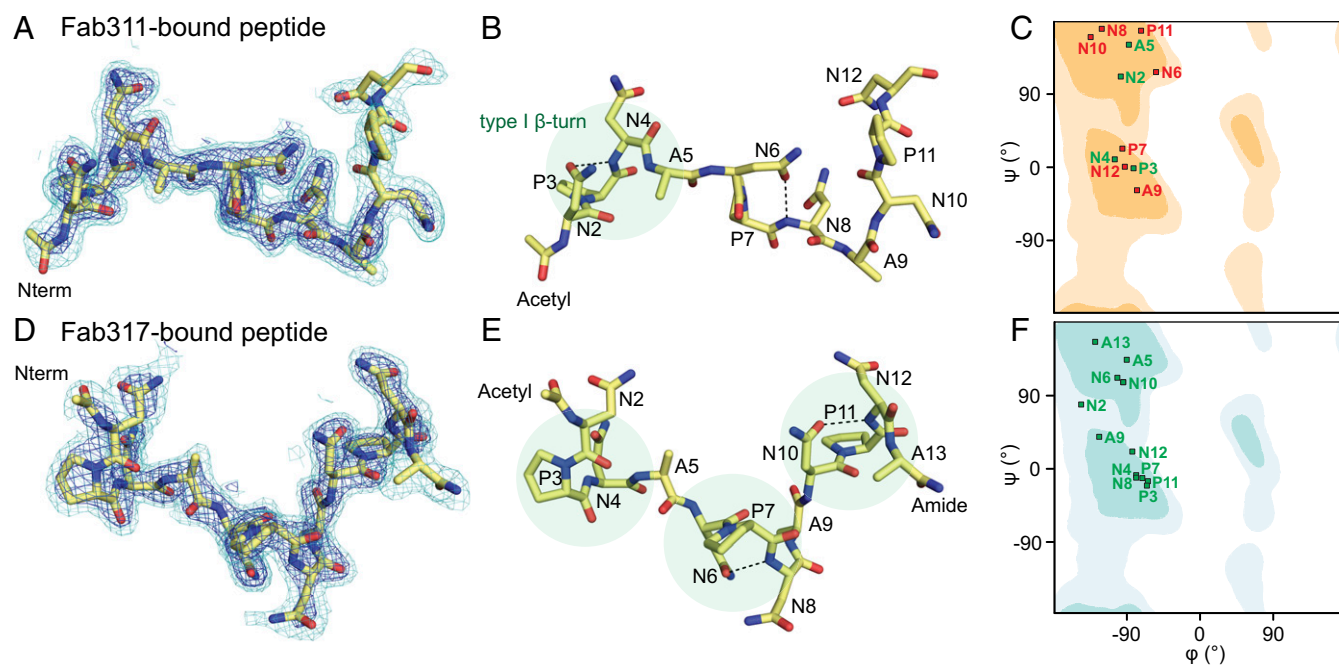 A Fab311-bound peptide
Nterm
B
type I β-turn
N4
P3
N2
A5
N6
P7
N8
A9
N10
P11
N12
Acetyl
C
N8
P11
N10
A5
N6
N2
P7
N4
P3
N12
A9
90
0
-90
ψ (°)
D Fab317-bound peptide
Nterm
E
Acetyl
N2
P3
N4
A5
P7
N6
N8
A9
N10
P11
N12
A13
Amide
F
A13
A5
N6
N10
N2
A9
N12
N4
P7
N8
P11
P3
90
0
-90
ψ (°)
-90
0
90
φ (°)